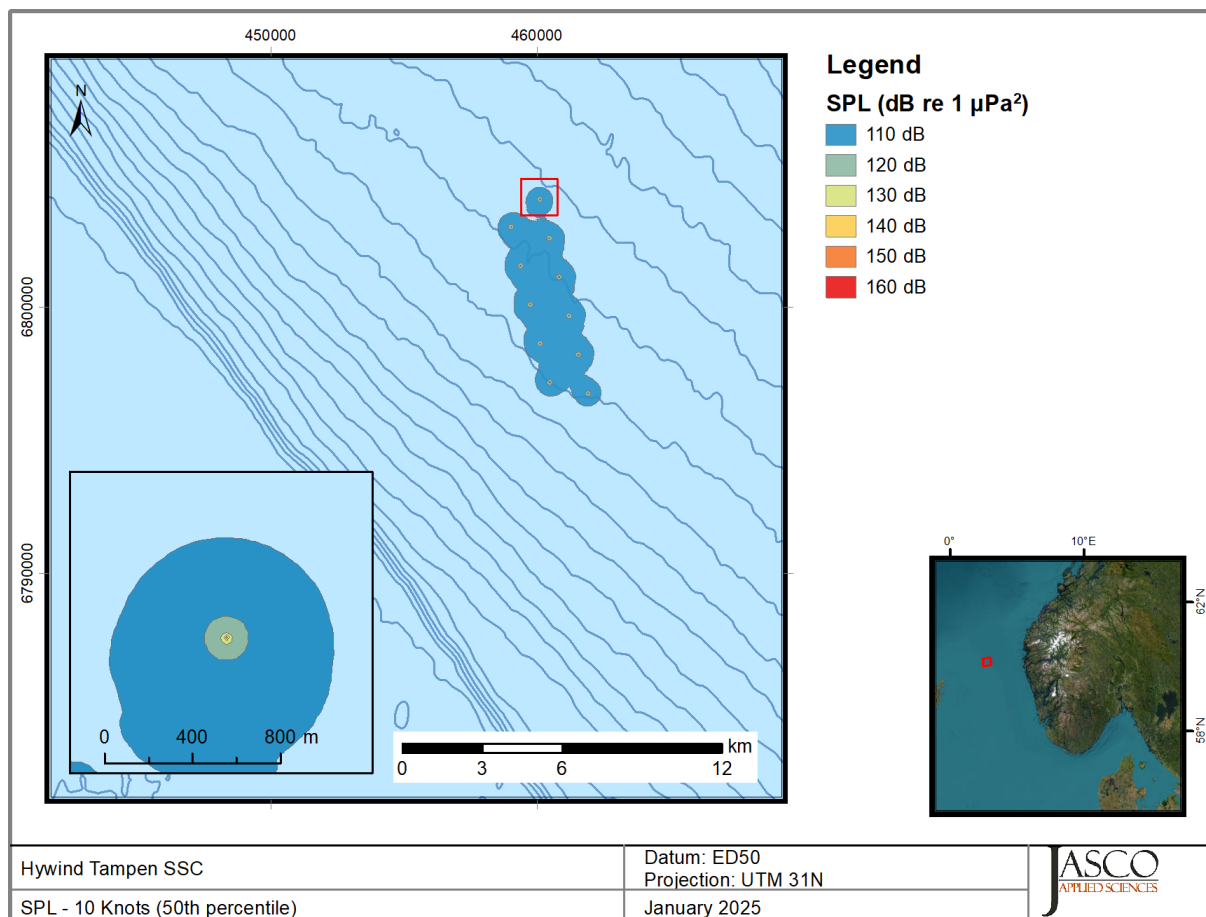 450000
460000
N
6800000
6790000
0 400 800 m
km
0 3 6 12
Legend
SPL (dB re 1 µPa²)
110 dB
120 dB
130 dB
140 dB
150 dB
160 dB
0°
10°E
62°N
58°N
Hywind Tampen SSC
SPL - 10 Knots (50th percentile)
Datum: ED50
Projection: UTM 31N
January 2025
JASCO
APPLIED SCIENCES